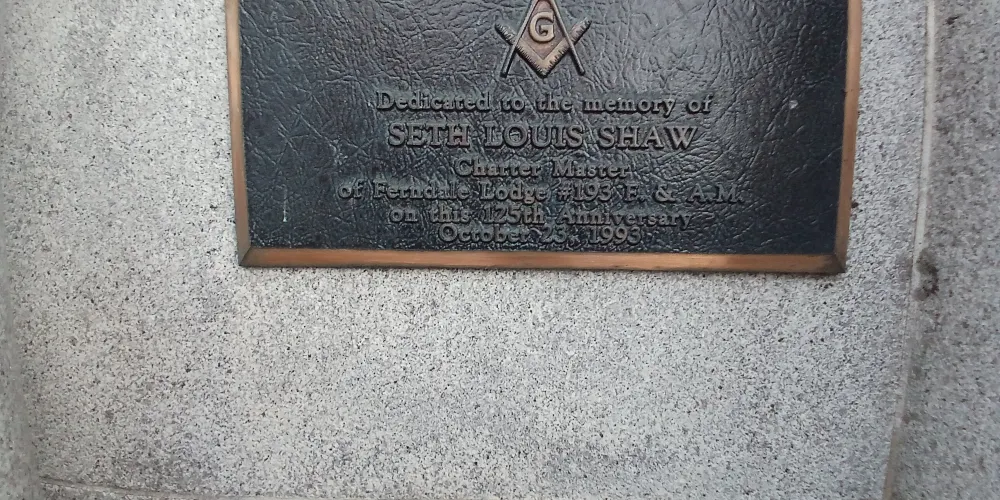 G
Dedicated to the memory of
SETH LOUIS SHAW
Charter Master
of Ferndale Lodge #193 F. & A.M.
on this 125th Anniversary
October 23, 1993